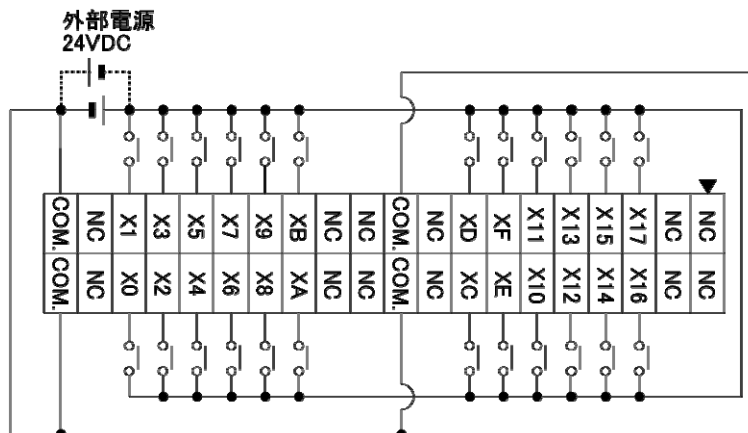 外部電源
24VDC
COM. NC X1 X3 X5 X7 X9 XB NC NC COM. NC XD XF X11 X13 X15 X17 NC NC
COM. NC X0 X2 X4 X6 X8 XA NC NC COM. NC XC XE X10 X12 X14 X16 NC NC